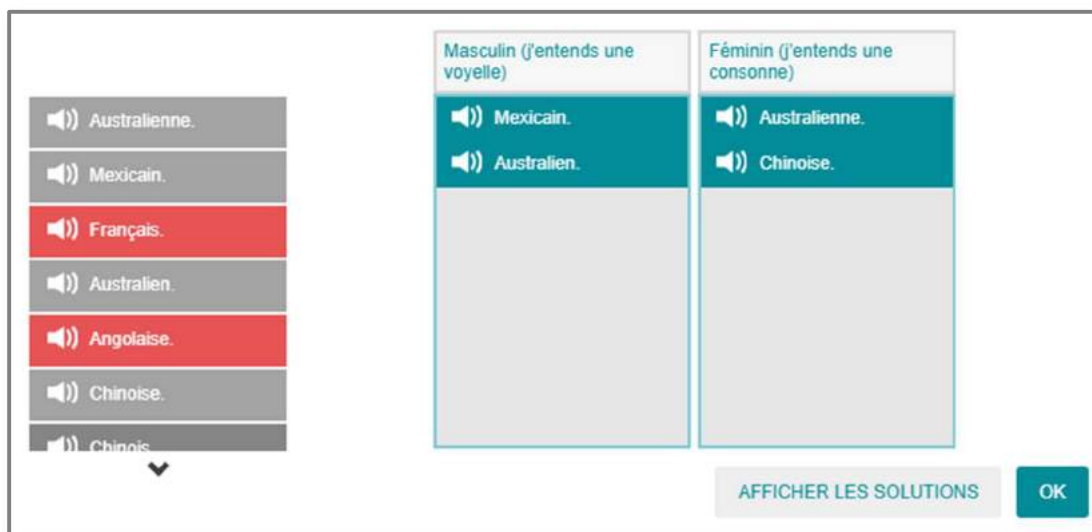 Masculin (j'entends une
voyelle)
Féminin (j'entends une
consonne)
Australienne.
Mexicain.
Français.
Australien.
Angolaise.
Chinoise.
Chinois
Mexicain.
Australien.
Australienne.
Chinoise.
AFFICHER LES SOLUTIONS
OK